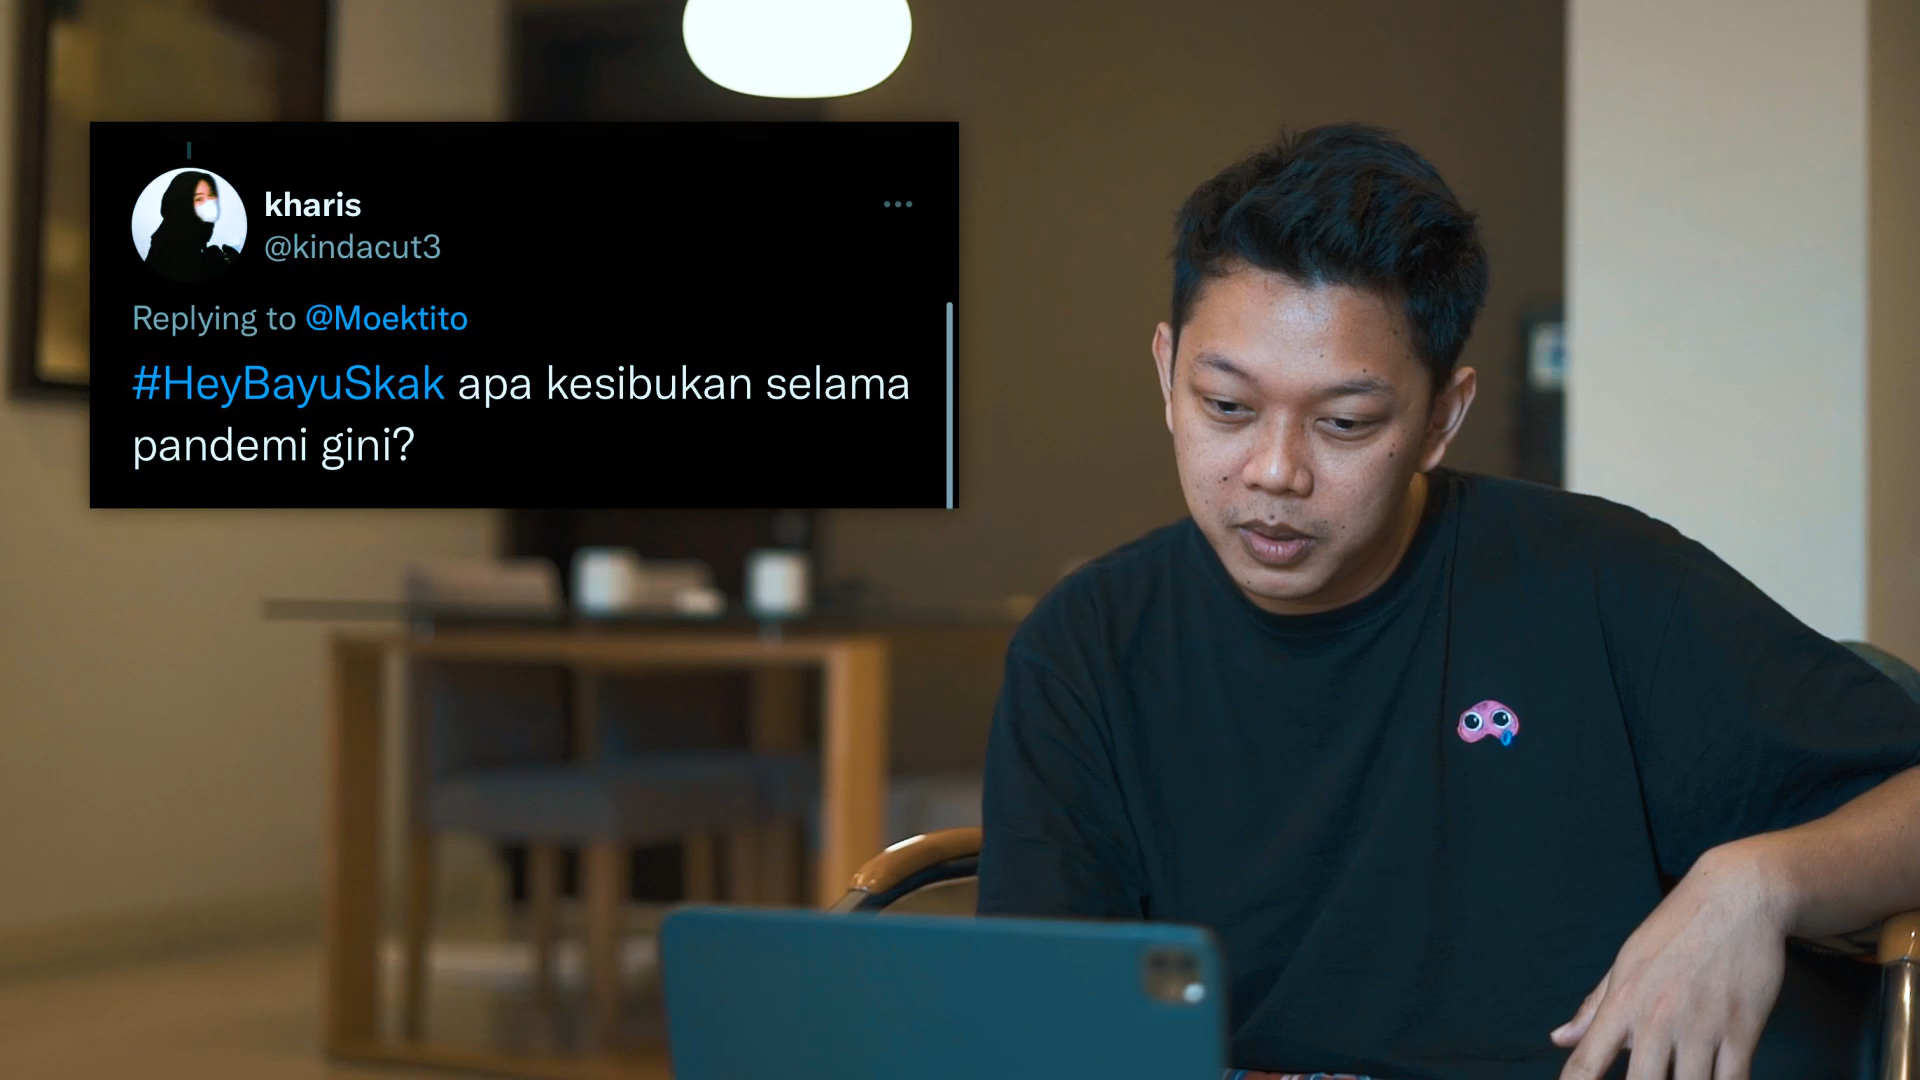 kharis
@kindacut3
Replying to @Moektito
#HeyBayuSkak apa kesibukan selama
pandemi gini?